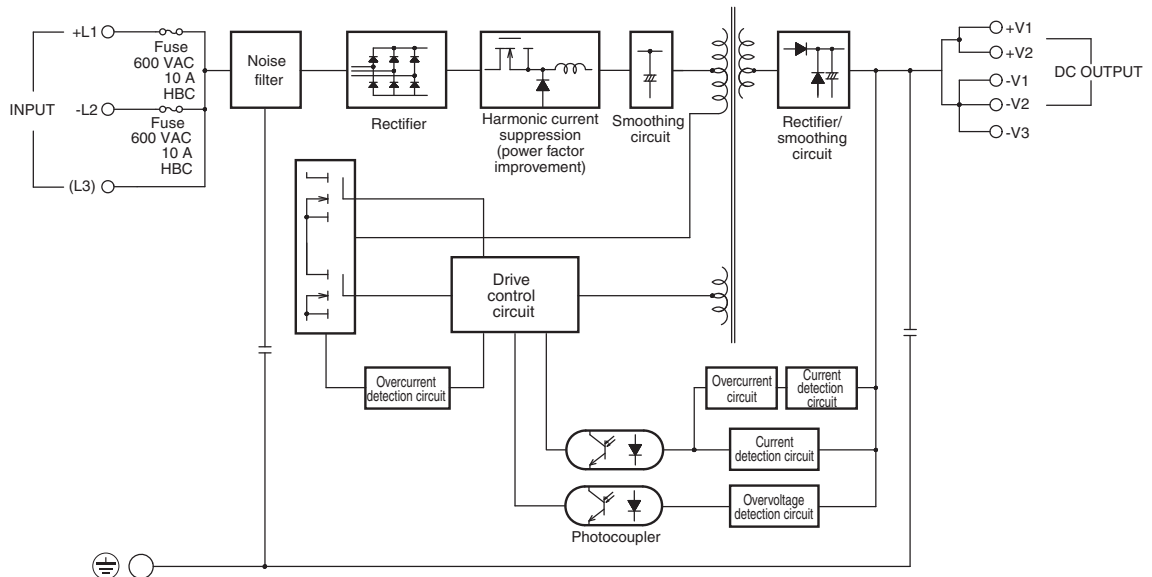 +L1
Fuse
600 VAC
10 A
HBC
INPUT
-L2
Fuse
600 VAC
10 A
HBC
(L3)
Noise
filter
Rectifier
Harmonic current
suppression
(power factor
improvement)
Smoothing
circuit
Rectifier/
smoothing
circuit
+V1
+V2
-V1
-V2
-V3
DC OUTPUT
Drive
control
circuit
Overcurrent
detection circuit
Overcurrent
circuit
Current
detection
circuit
Current
detection circuit
Overvoltage
detection circuit
Photocoupler